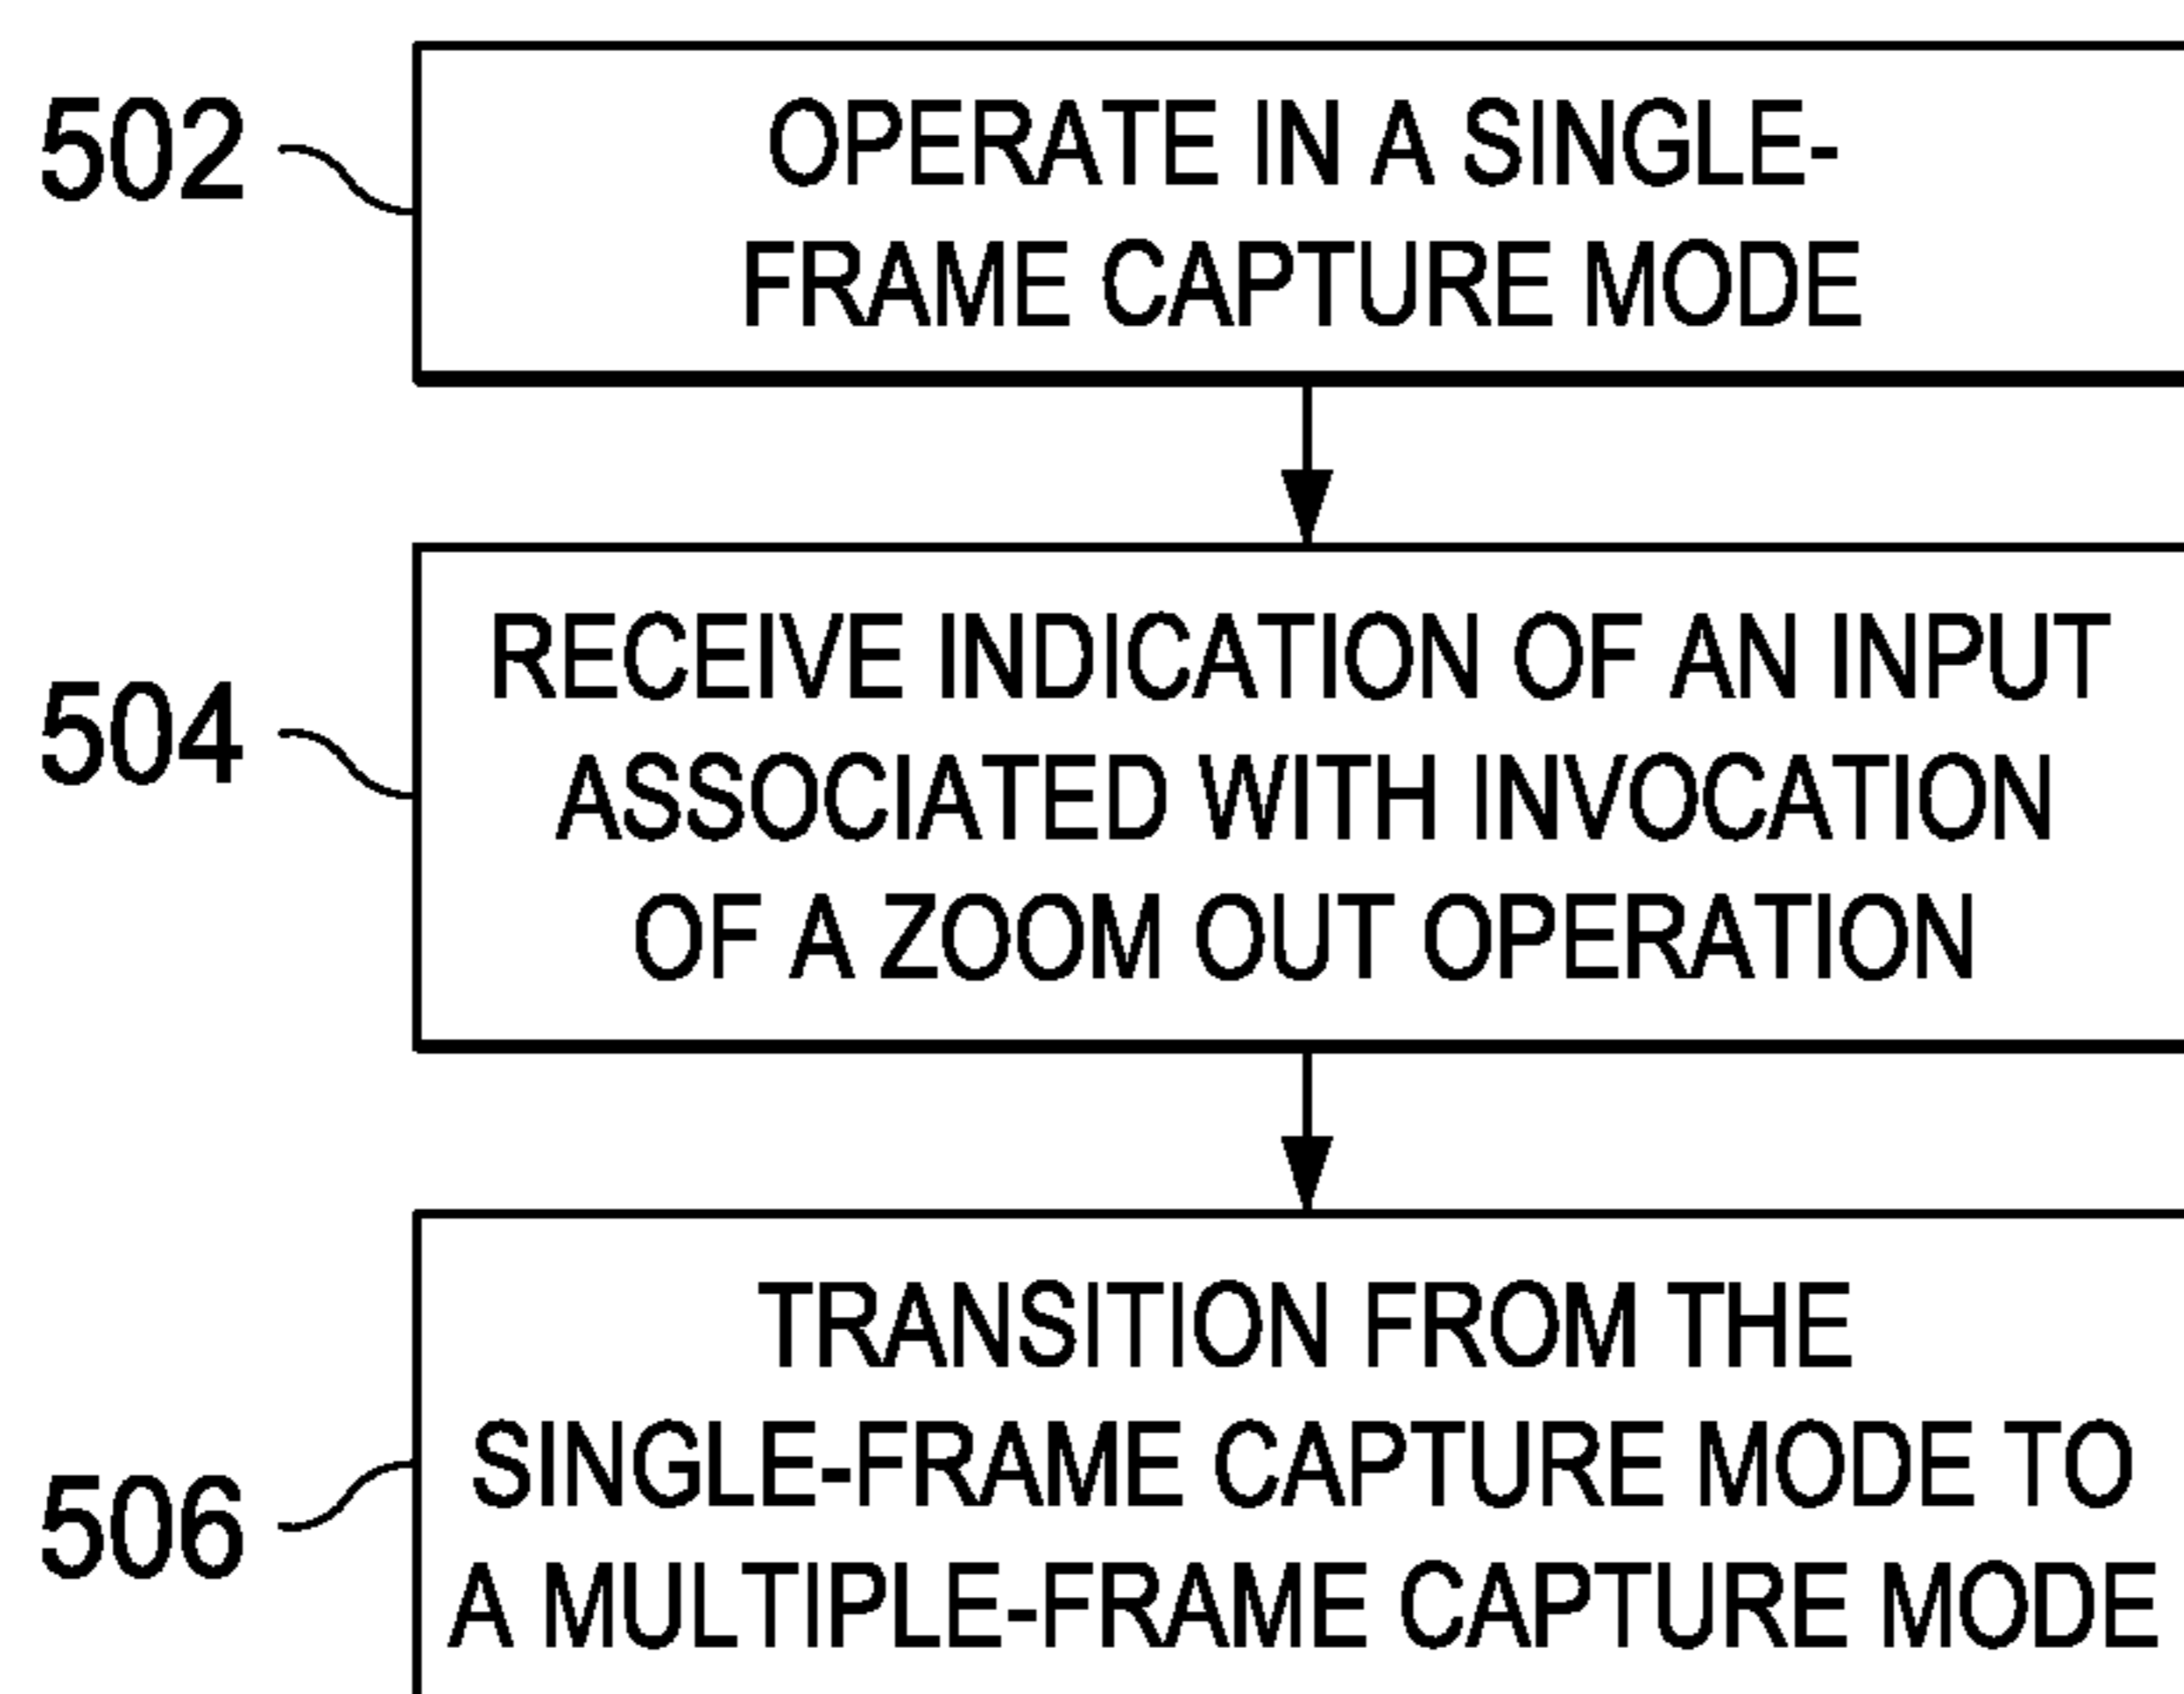 502
OPERATE IN A SINGLE-
FRAME CAPTURE MODE
504
RECEIVE INDICATION OF AN INPUT
ASSOCIATED WITH INVOCATION
OF A ZOOM OUT OPERATION
506
TRANSITION FROM THE
SINGLE-FRAME CAPTURE MODE TO
A MULTIPLE-FRAME CAPTURE MODE